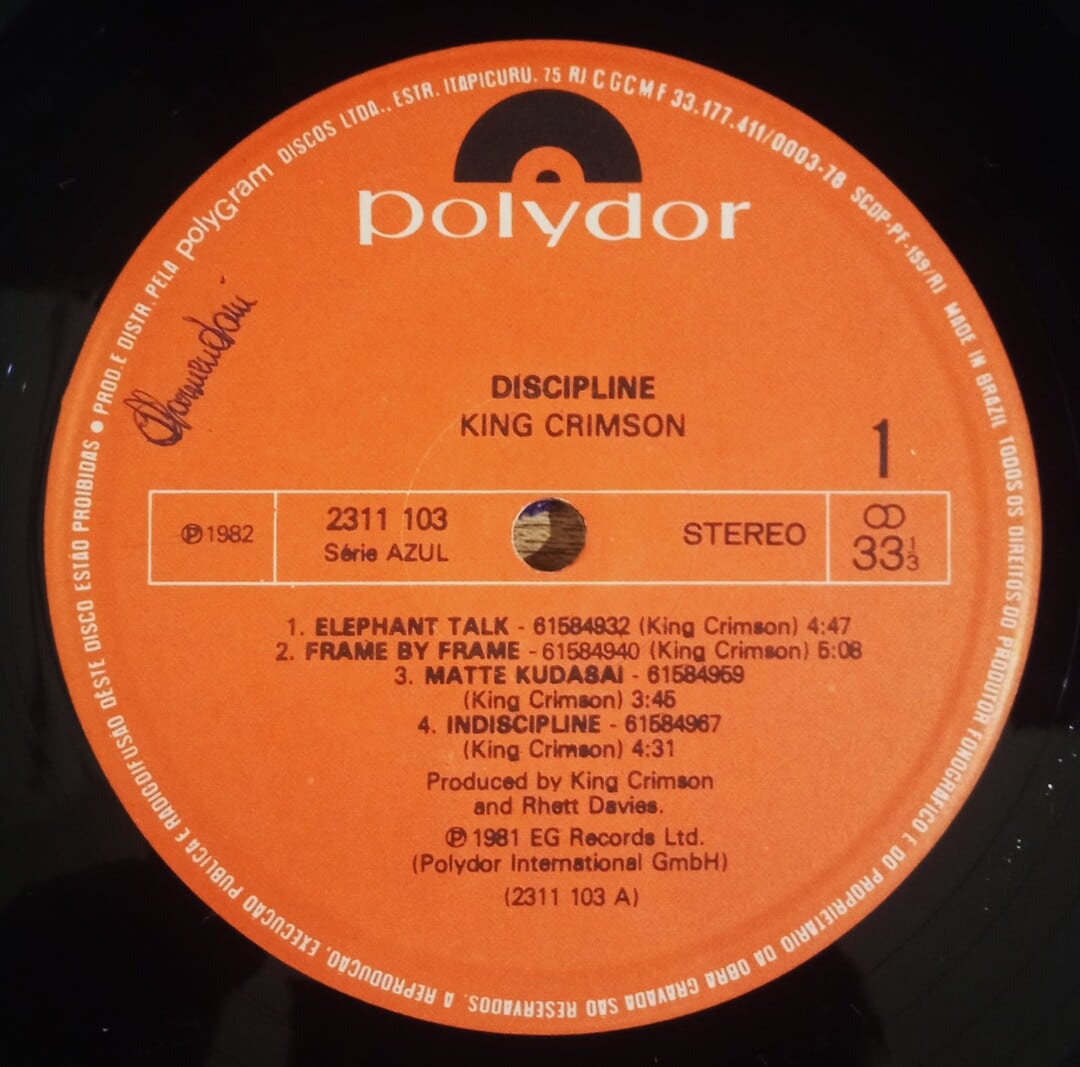 ● PROD.E DISTR. PELA PolyGram DISCOS LTDA., ESTR. ITAPICURU. 75 RJ C G C M F 33.177.411/0003-78 SCDP-PF-159/RJ MADE IN BRAZIL TODOS OS DIREITOS DO PRODUTOR FONOGRÁFICO E DO PROPRIETÁRIO DA OBRA GRAVADA SÃO RESERVADOS. A REPRODUÇÃO, EXECUÇÃO PÚBLICA E RADIODIFUSÃO DESTE DISCO ESTÃO PROIBIDAS
polydor
DISCIPLINE
KING CRIMSON
1
℗1982
2311 103
Série AZUL
STEREO
33 1/3
1. ELEPHANT TALK - 61584932 (King Crimson) 4:47
2. FRAME BY FRAME - 61584940 (King Crimson) 5:08
3. MATTE KUDASAI - 61584959
(King Crimson) 3:45
4. INDISCIPLINE - 61584967
(King Crimson) 4:31
Produced by King Crimson
and Rhett Davies.
℗ 1981 EG Records Ltd.
(Polydor International GmbH)
(2311 103 A)